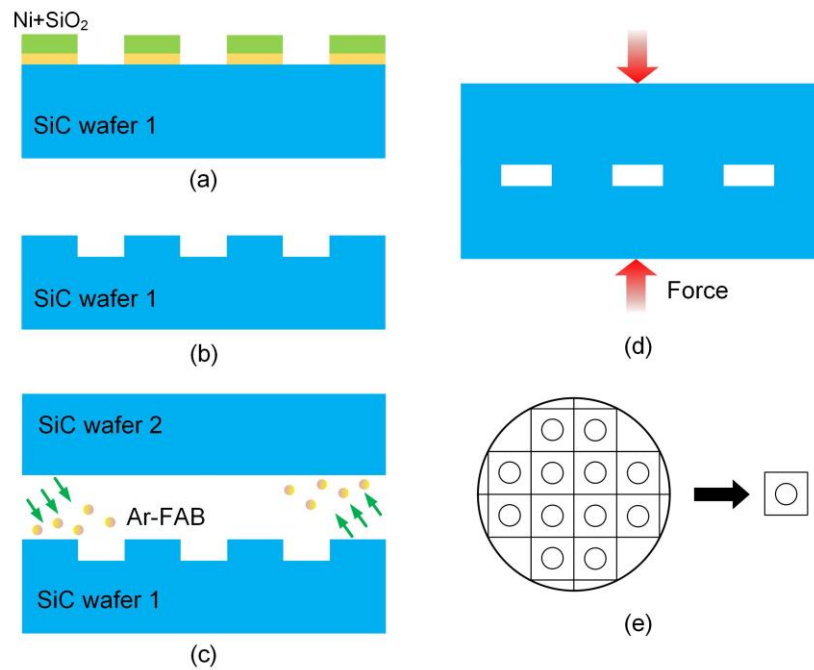 Ni+SiO₂
SiC wafer 1
(a)
SiC wafer 1
(b)
SiC wafer 2
Ar-FAB
SiC wafer 1
(c)
Force
(d)
(e)